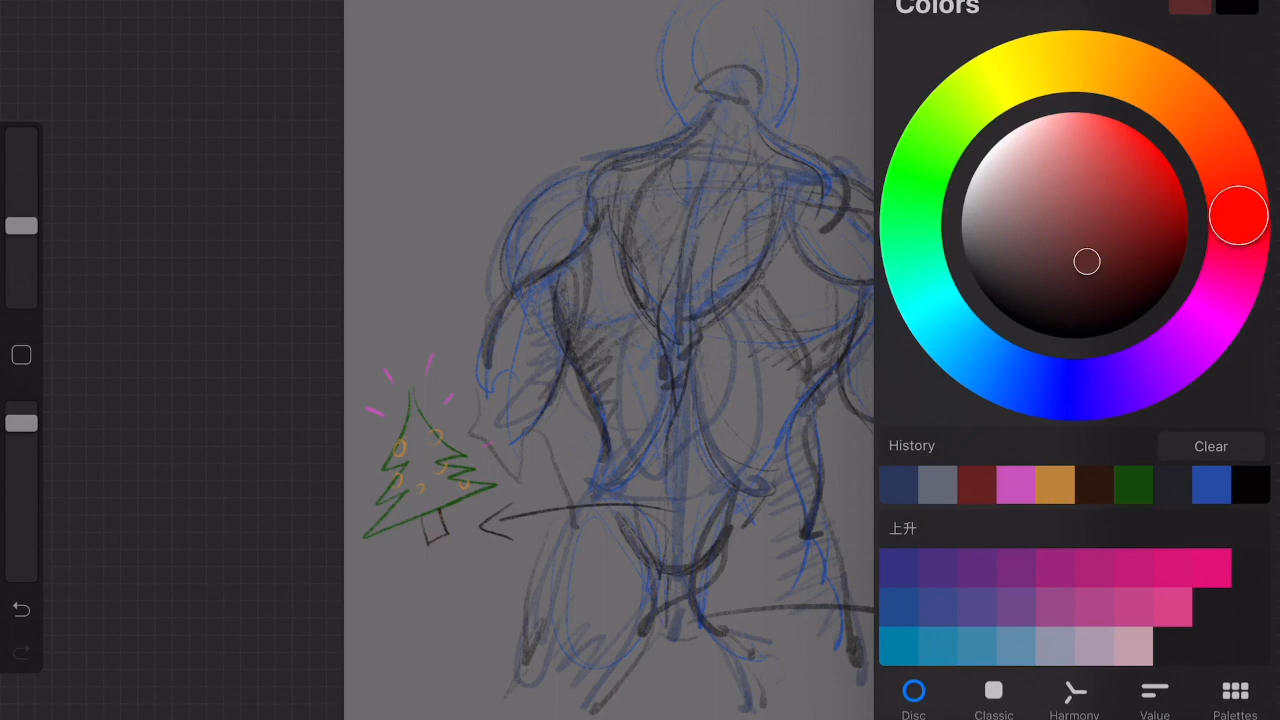 Colors
History
Clear
上升
Disc
Classic
Harmony
Value
Palettes